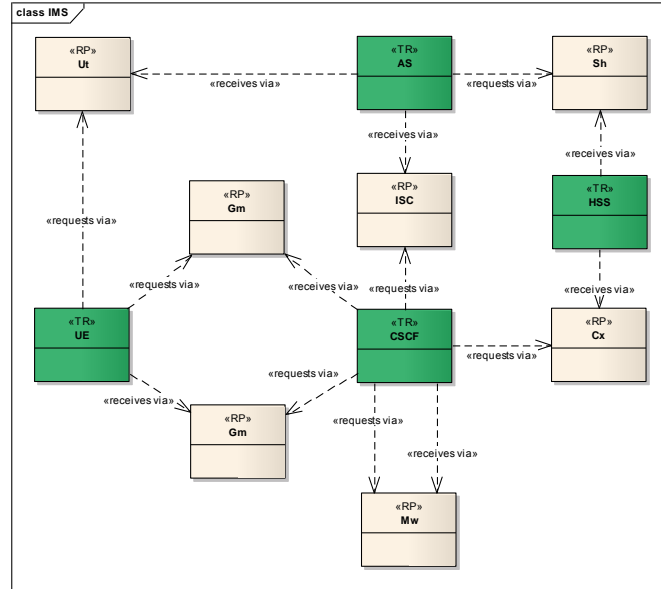 class IMS
«RP»
Ut
«TR»
AS
«RP»
Sh
«receives via»
«requests via»
«receives via»
«receives via»
«RP»
Gm
«RP»
ISC
«TR»
HSS
«requests via»
«requests via»
«receives via»
«requests via»
«receives via»
«TR»
UE
«TR»
CSCF
«RP»
Cx
«requests via»
«receives via»
«requests via»
«RP»
Gm
«requests via»
«receives via»
«RP»
Mw